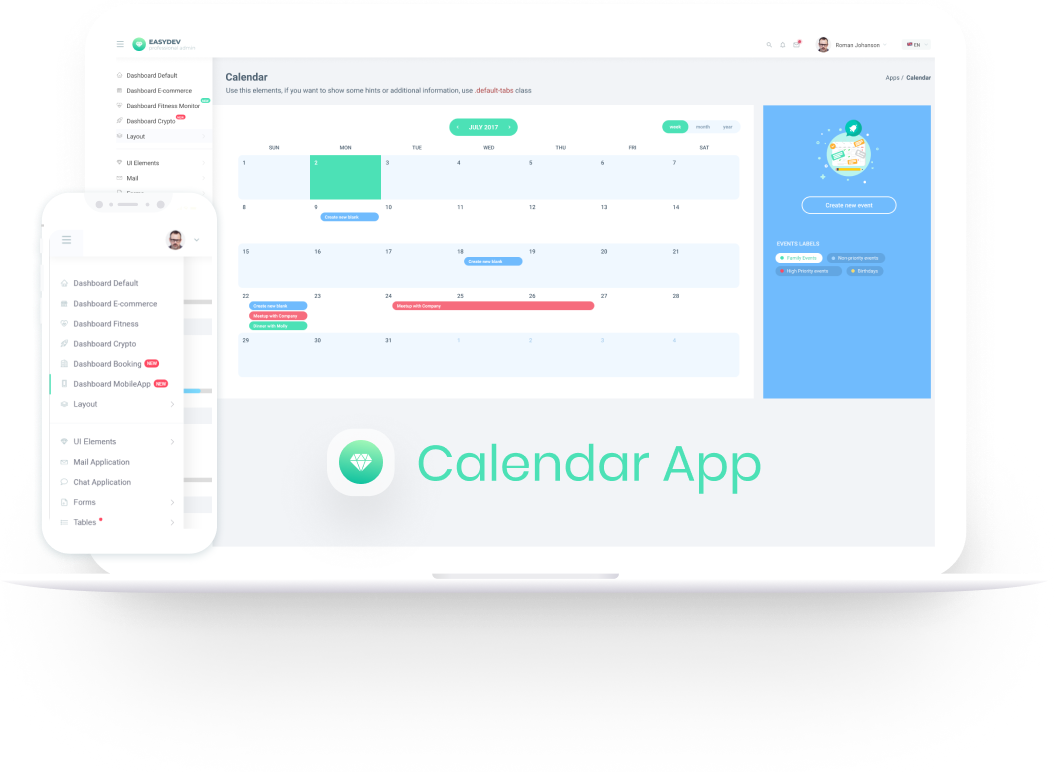 EASYDEV
professional admin
Roman Johanson
EN
Dashboard Default
Dashboard E-commerce
Dashboard Fitness Monitor
Dashboard Crypto
Layout
UI Elements
Mail
Calendar
Use this elements, if you want to show some hints or additional information, use .default-tabs class
Apps / Calendar
JULY 2017
week month year
SUN MON TUE WED THU FRI SAT
1 2 3 4 5 6 7
8 9 10 11 12 13 14
Create new blank
15 16 17 18 19 20 21
Create new blank
22 23 24 25 26 27 28
Create new blank
Meetup with Company
Meetup with Company
Dinner with Molly
29 30 31 1 2 3 4
Create new event
EVENTS LABELS
Family Events
Non-priority events
High Priority events
Birthdays
Dashboard Default
Dashboard E-commerce
Dashboard Fitness
Dashboard Crypto
Dashboard Booking NEW
Dashboard MobileApp NEW
Layout
UI Elements
Mail Application
Chat Application
Forms
Tables
Calendar App